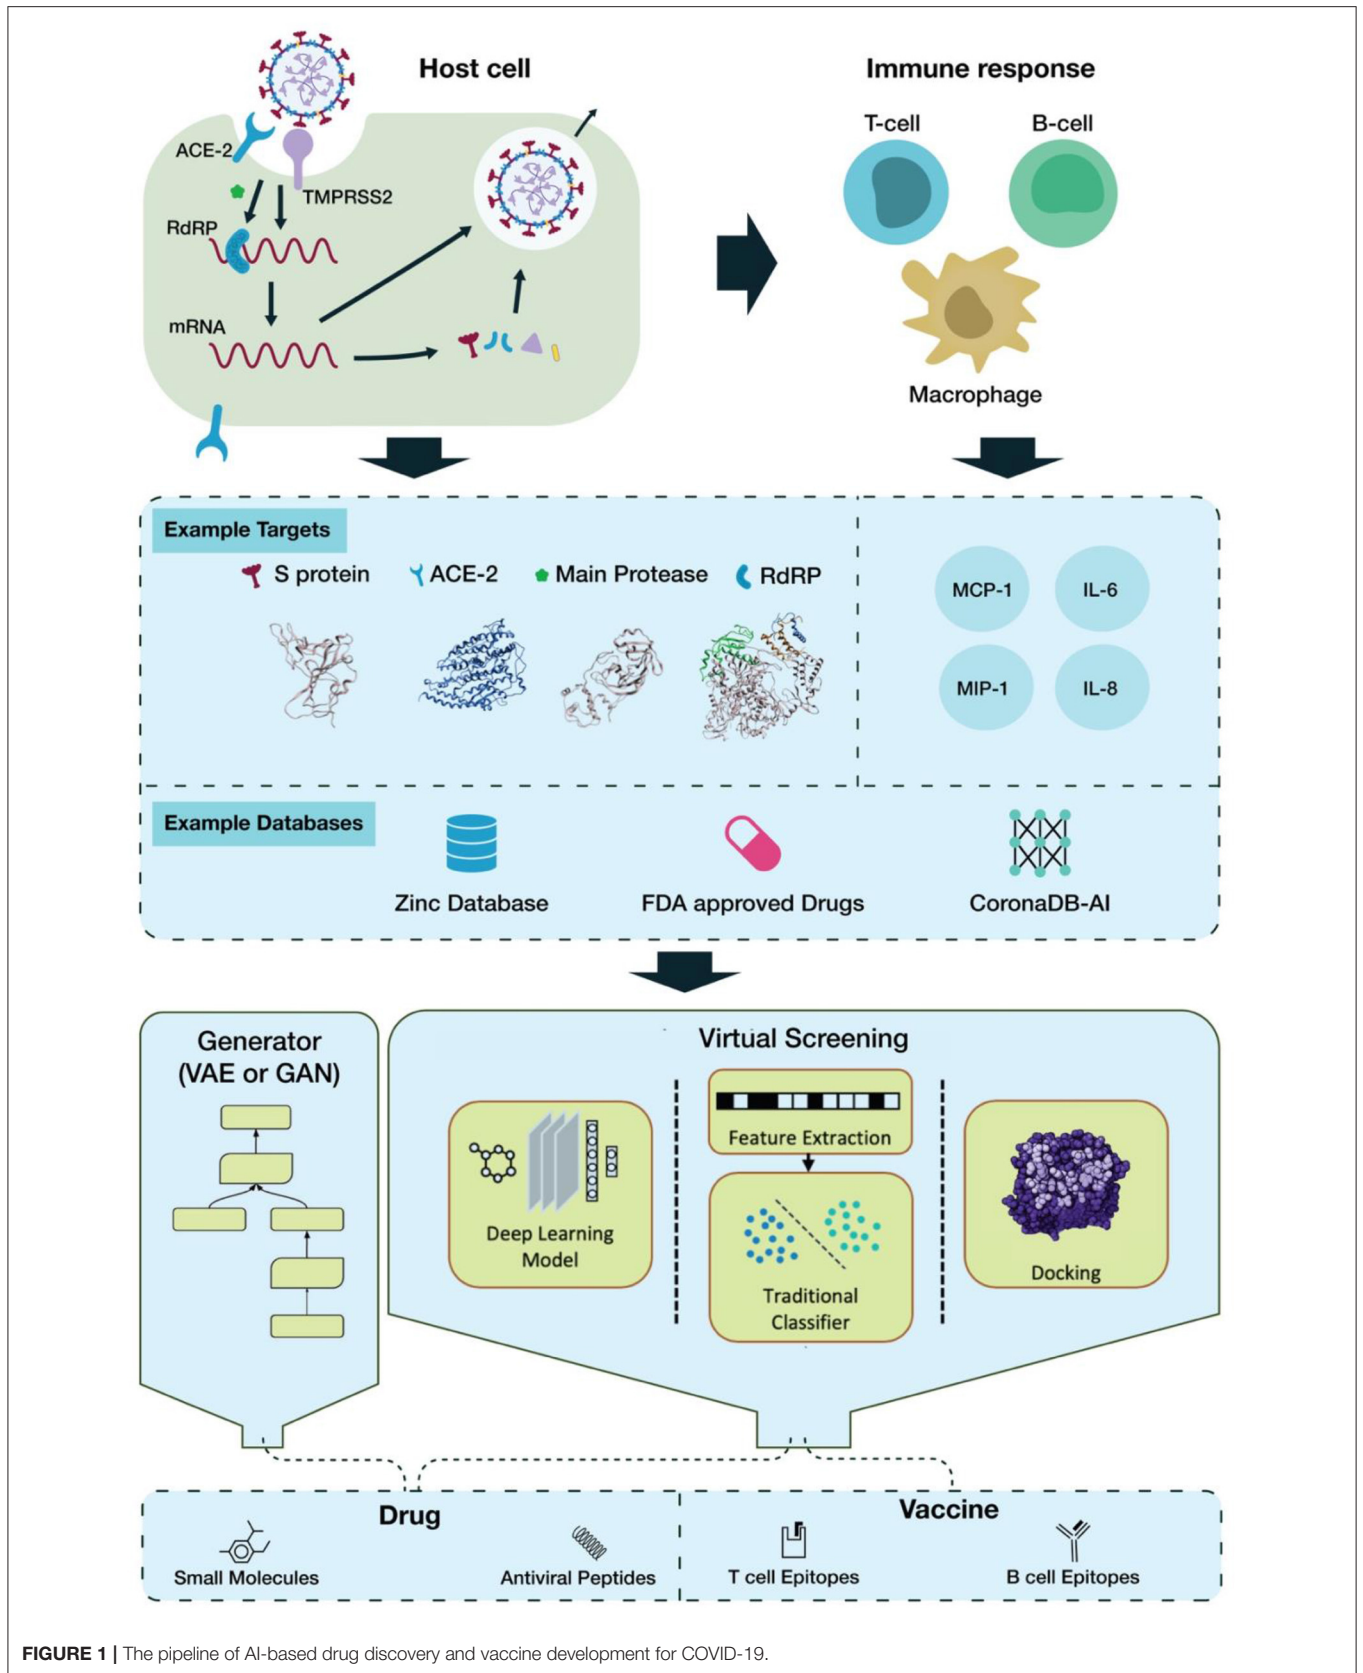 Host cell
Immune response
ACE-2
TMPRSS2
RdRP
mRNA
T-cell
B-cell
Macrophage
Example Targets
S protein
ACE-2
Main Protease
RdRP
MCP-1
IL-6
MIP-1
IL-8
Example Databases
Zinc Database
FDA approved Drugs
CoronaDB-AI
Generator
(VAE or GAN)
Virtual Screening
Deep Learning
Model
Feature Extraction
Traditional
Classifier
Docking
Drug
Small Molecules
Antiviral Peptides
Vaccine
T cell Epitopes
B cell Epitopes
FIGURE 1 | The pipeline of AI-based drug discovery and vaccine development for COVID-19.